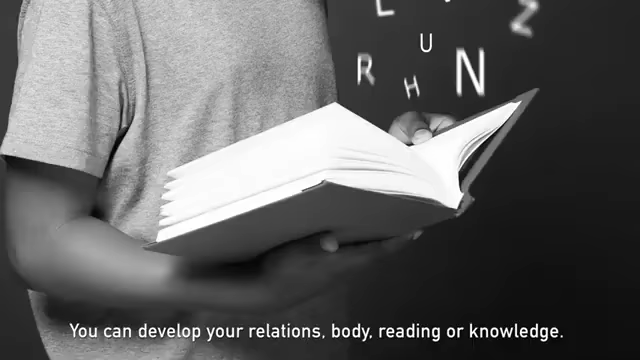 L
Z
U
R
H
N
You can develop your relations, body, reading or knowledge.